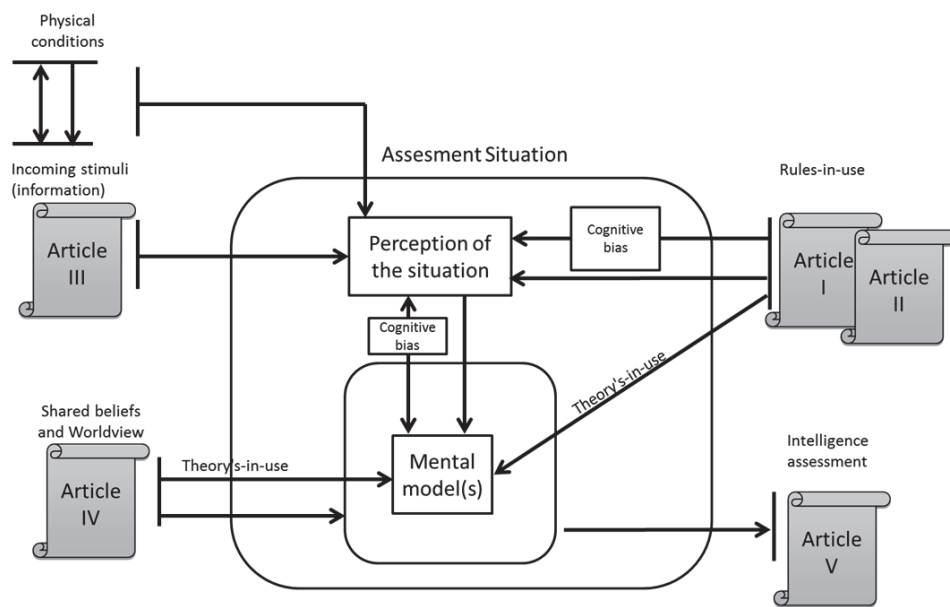 Physical
conditions
Incoming stimuli
(information)
Article
III
Assesment Situation
Perception of
the situation
Cognitive
bias
Rules-in-use
Article
I
Article
II
Cognitive
bias
Theory's-in-use
Shared beliefs
and Worldview
Article
IV
Theory's-in-use
Mental
model(s)
Intelligence
assessment
Article
V